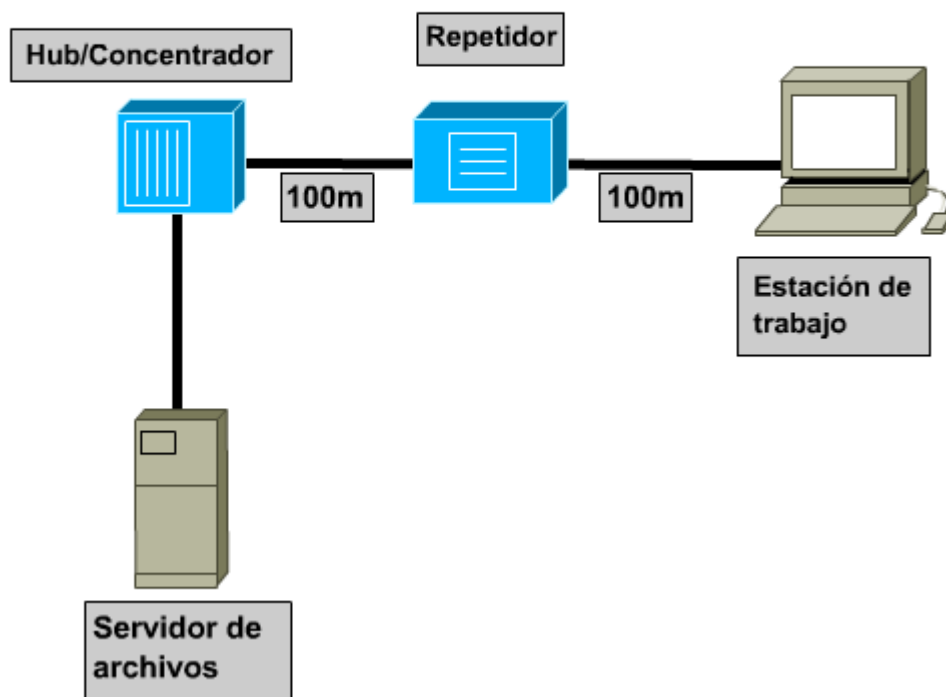 Hub/Concentrador
Repetidor
100m
100m
Estación de
trabajo
Servidor de
archivos